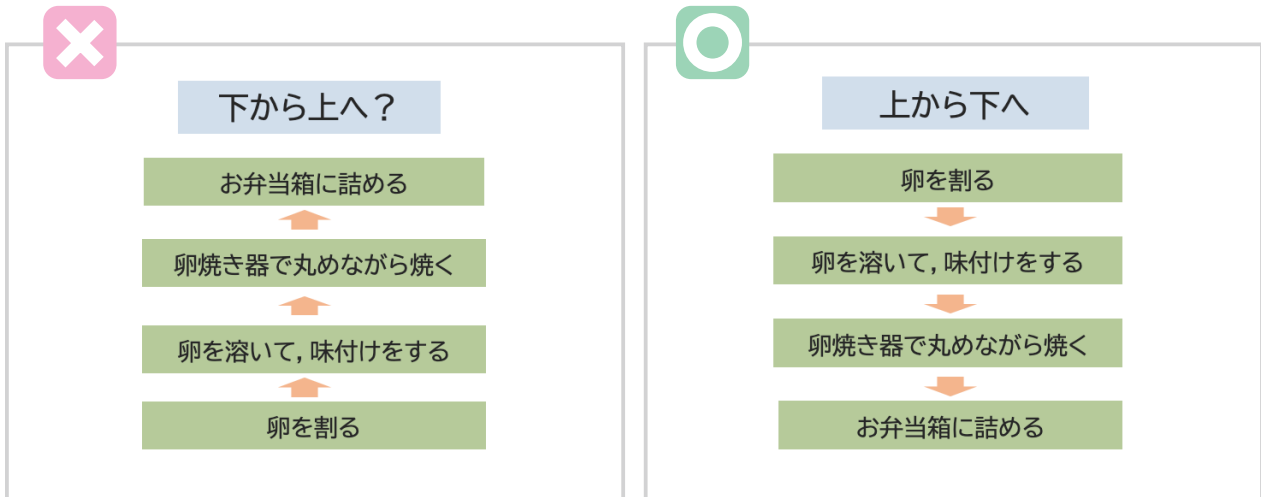 下から上へ？
お弁当箱に詰める
卵焼き器で丸めながら焼く
卵を溶いて,味付けをする
卵を割る
上から下へ
卵を割る
卵を溶いて,味付けをする
卵焼き器で丸めながら焼く
お弁当箱に詰める